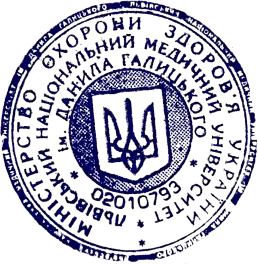 МІНІСТЕРСТВО ОХОРОНИ ЗДОРОВ'Я УКРАЇНИ
ЛЬВІВСЬКИЙ НАЦІОНАЛЬНИЙ МЕДИЧНИЙ УНІВЕРСИТЕТ
ІМ. ДАНИЛА ГАЛИЦЬКОГО
* 02010793 *